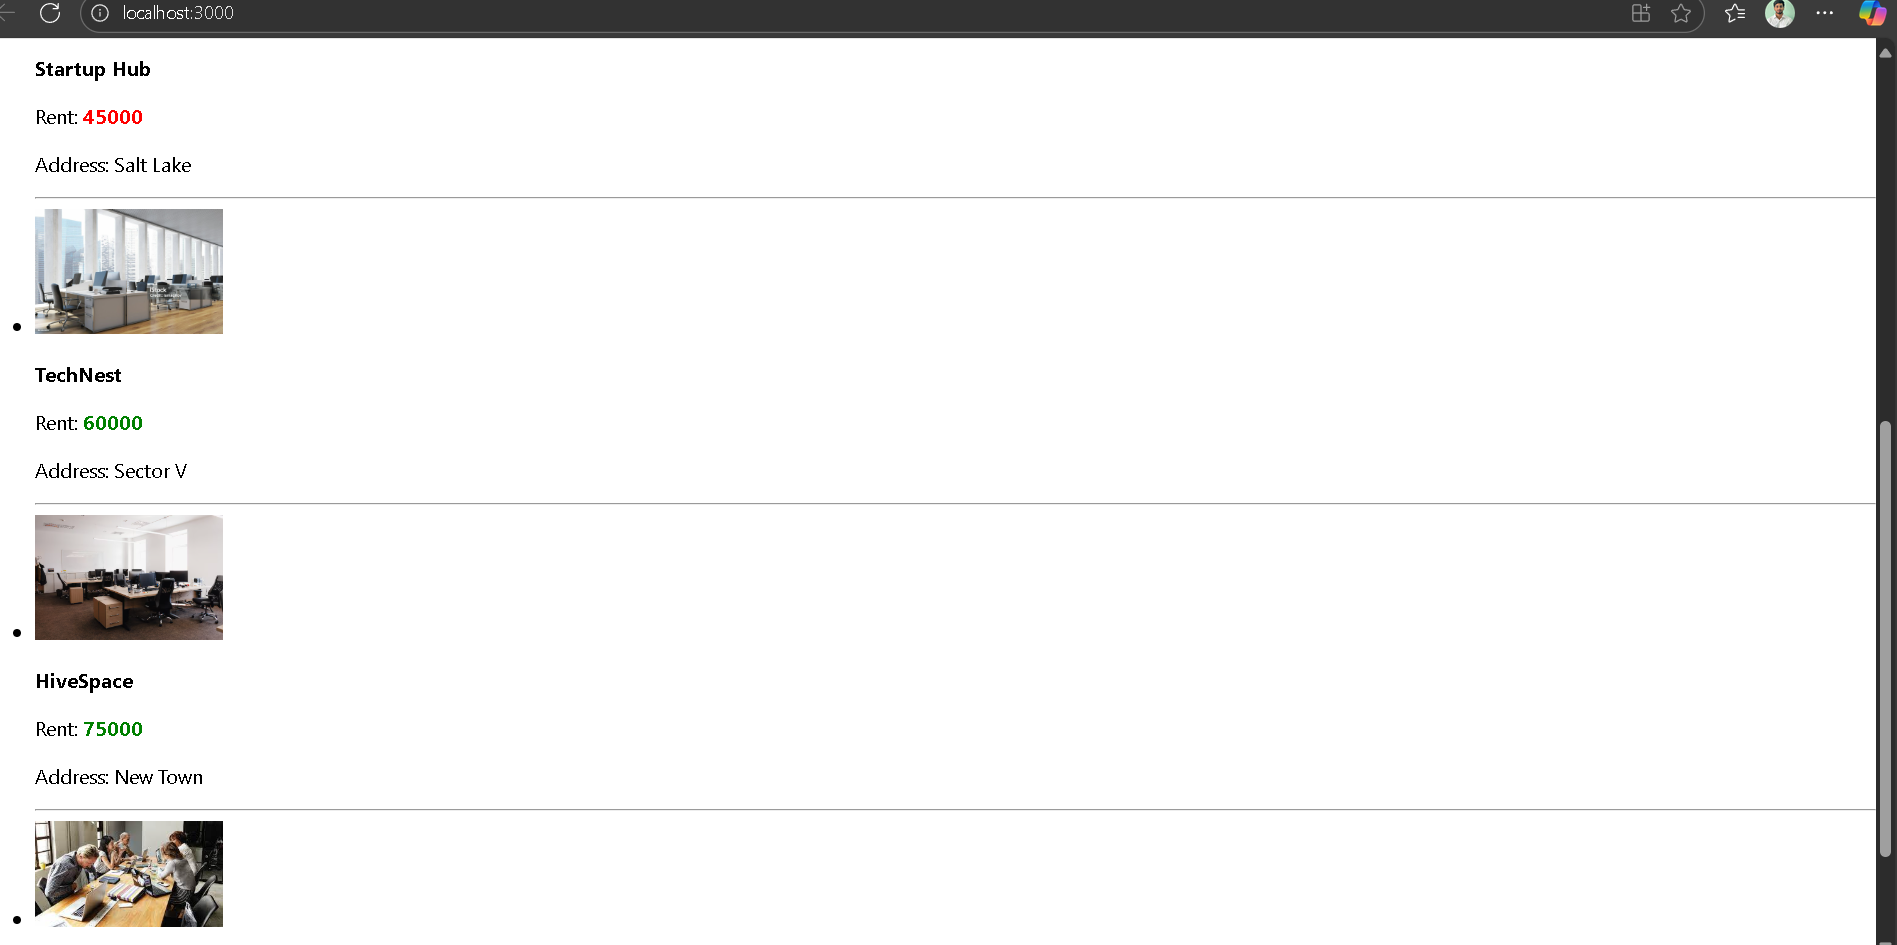 localhost:3000
Startup Hub
Rent: 45000
Address: Salt Lake
iStock
TechNest
Rent: 60000
Address: Sector V
HiveSpace
Rent: 75000
Address: New Town